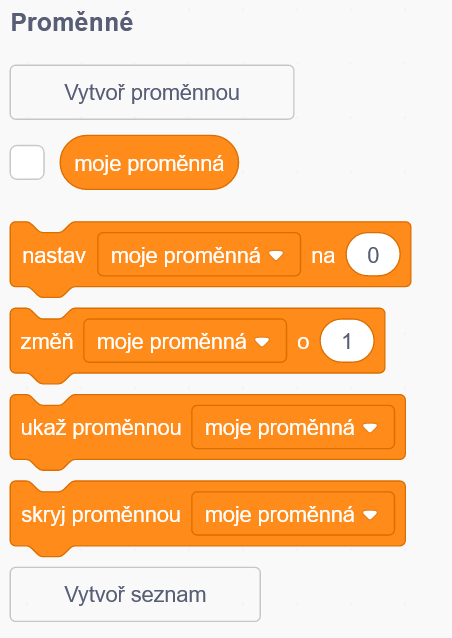 Proměnné
Vytvoř proměnnou
moje proměnná
nastav moje proměnná na 0
změň moje proměnná o 1
ukaž proměnnou moje proměnná
skryj proměnnou moje proměnná
Vytvoř seznam